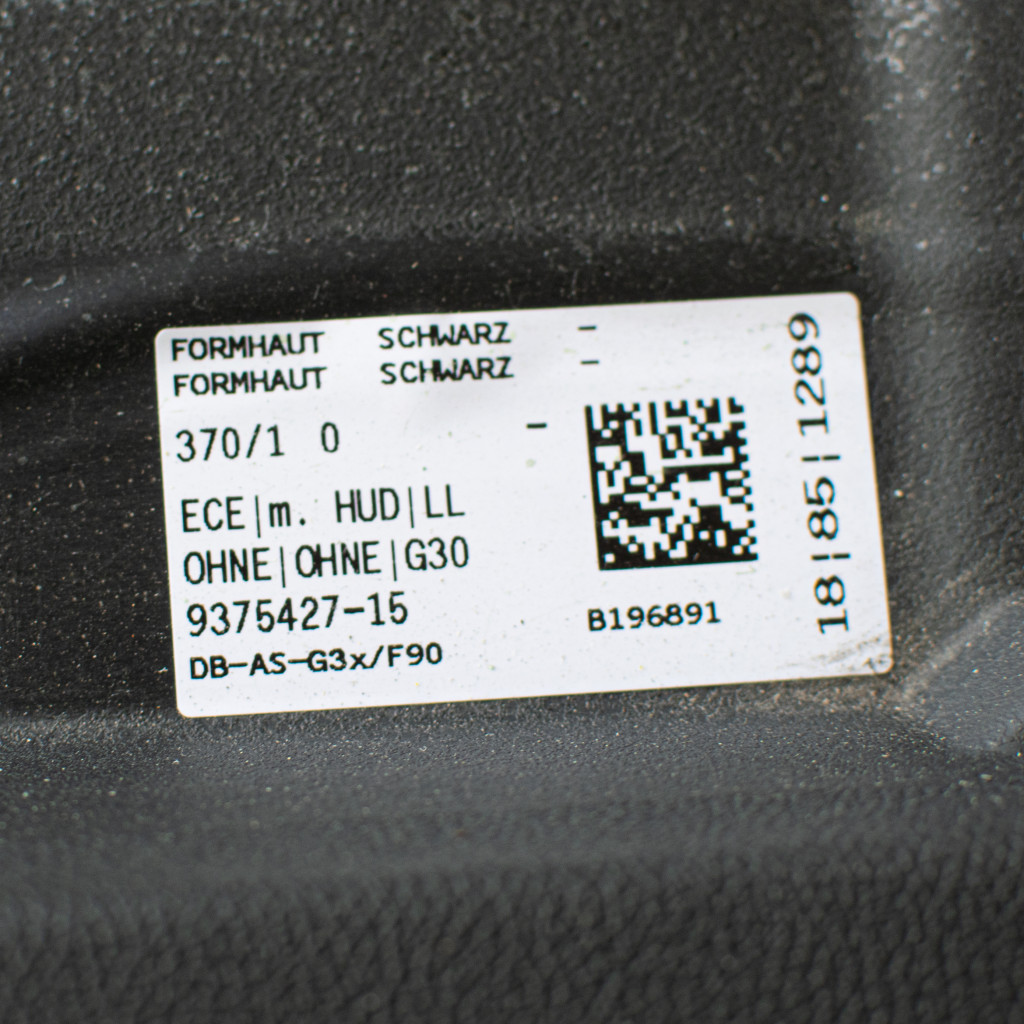 FORMHAUT SCHWARZ -
FORMHAUT SCHWARZ -
370/1 0 -
ECE|m. HUD|LL
OHNE|OHNE|G30
9375427-15
DB-AS-G3x/F90
B196891
18|85|1289